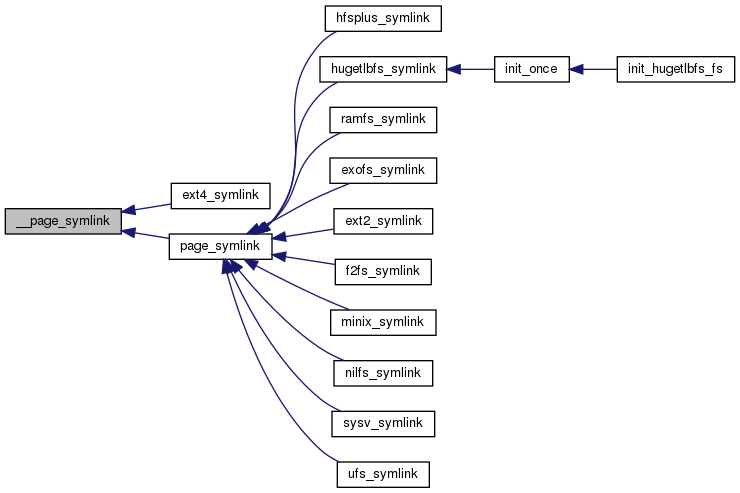 hfsplus_symlink
hugetlbfs_symlink
init_once
init_hugetlbfs_fs
ramfs_symlink
exofs_symlink
ext4_symlink
__page_symlink
ext2_symlink
page_symlink
f2fs_symlink
minix_symlink
nilfs_symlink
sysv_symlink
ufs_symlink